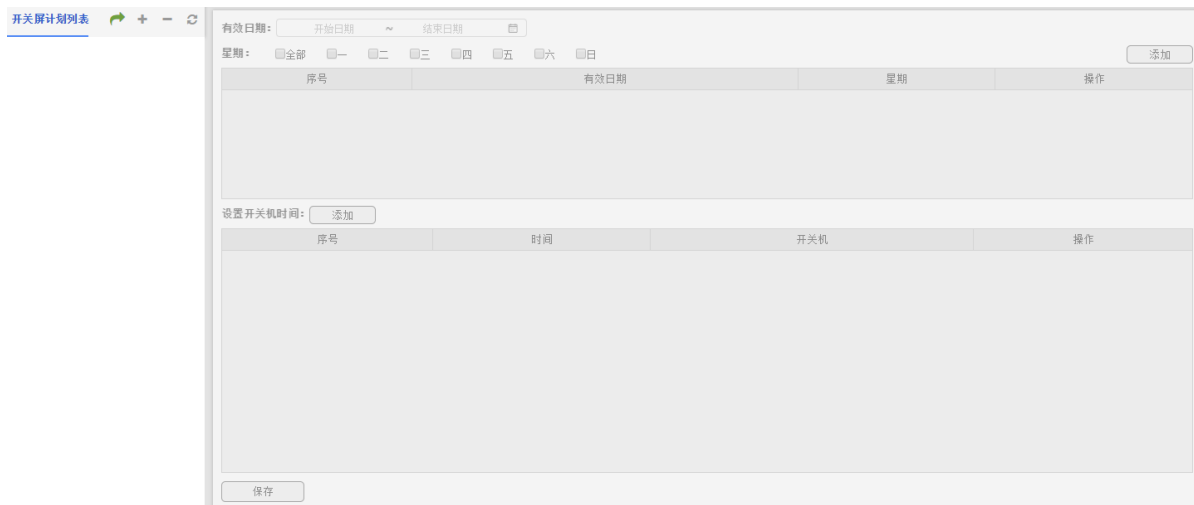 开关屏计划列表
有效日期： 开始日期 ~ 结束日期
星期： 全部 一 二 三 四 五 六 日 添加
序号 有效日期 星期 操作
设置开关机时间： 添加
序号 时间 开关机 操作
保存